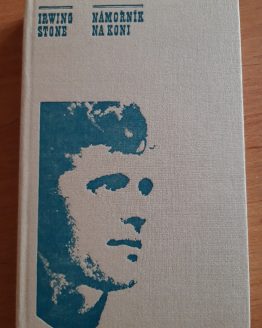 IRWING
STONE
NÁMOŘNÍK
NA KONI